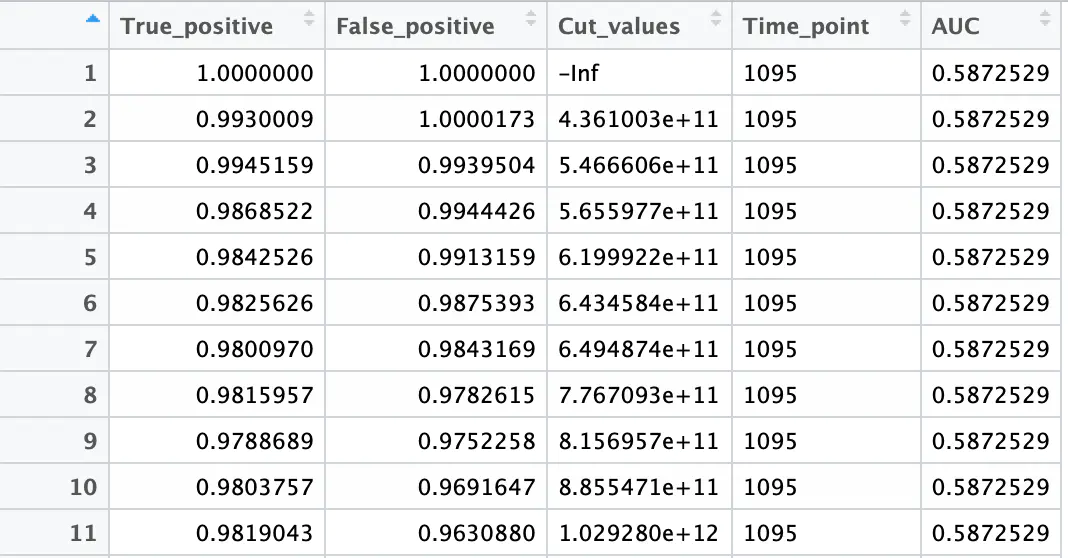 True_positive False_positive Cut_values Time_point AUC
1 1.0000000 1.0000000 -Inf 1095 0.5872529
2 0.9930009 1.0000173 4.361003e+11 1095 0.5872529
3 0.9945159 0.9939504 5.466606e+11 1095 0.5872529
4 0.9868522 0.9944426 5.655977e+11 1095 0.5872529
5 0.9842526 0.9913159 6.199922e+11 1095 0.5872529
6 0.9825626 0.9875393 6.434584e+11 1095 0.5872529
7 0.9800970 0.9843169 6.494874e+11 1095 0.5872529
8 0.9815957 0.9782615 7.767093e+11 1095 0.5872529
9 0.9788689 0.9752258 8.156957e+11 1095 0.5872529
10 0.9803757 0.9691647 8.855471e+11 1095 0.5872529
11 0.9819043 0.9630880 1.029280e+12 1095 0.5872529